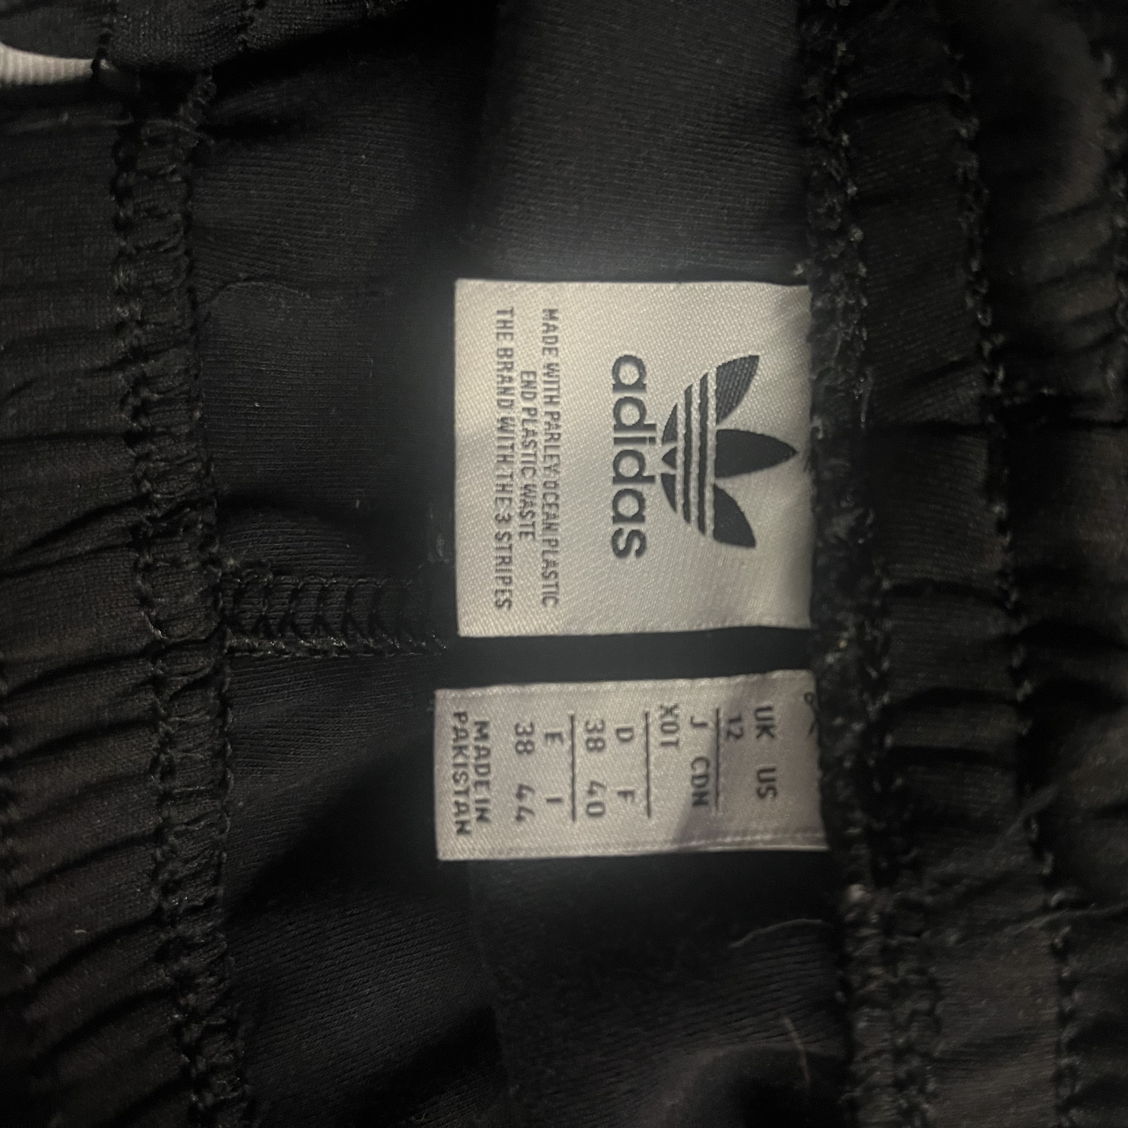 adidas
MADE WITH PARLEY OCEAN PLASTIC
END PLASTIC WASTE
THE BRAND WITH THE 3 STRIPES
UK US
12
J CDN
XOT
D F
38 40
E I
38 44
MADE IN
PAKISTAN